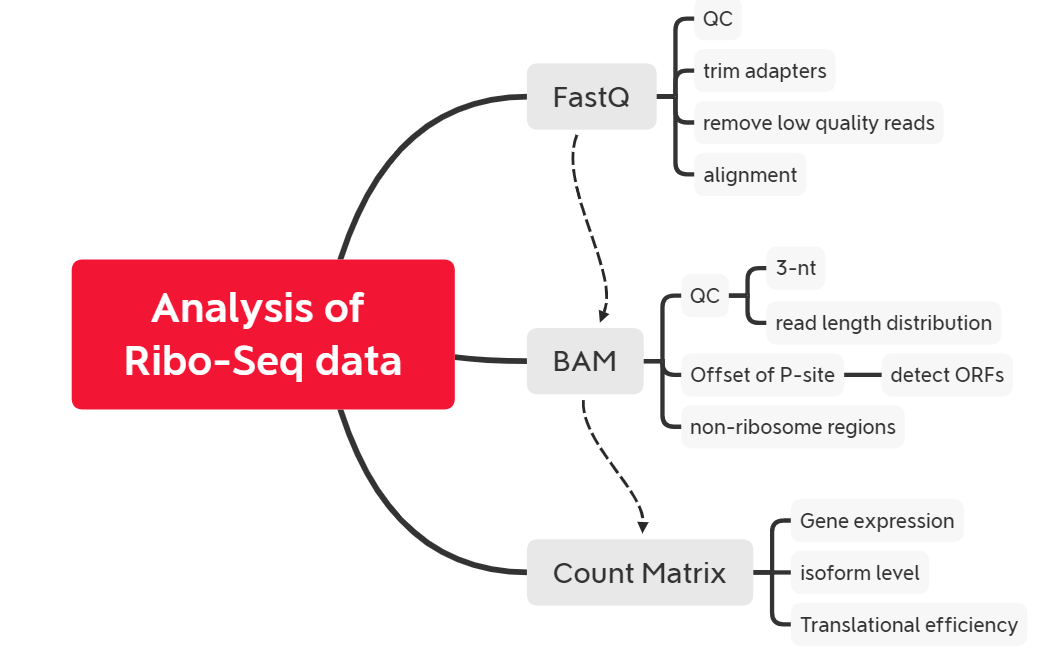 Analysis of
Ribo-Seq data
FastQ
QC
trim adapters
remove low quality reads
alignment
BAM
QC
3-nt
read length distribution
Offset of P-site
detect ORFs
non-ribosome regions
Count Matrix
Gene expression
isoform level
Translational efficiency